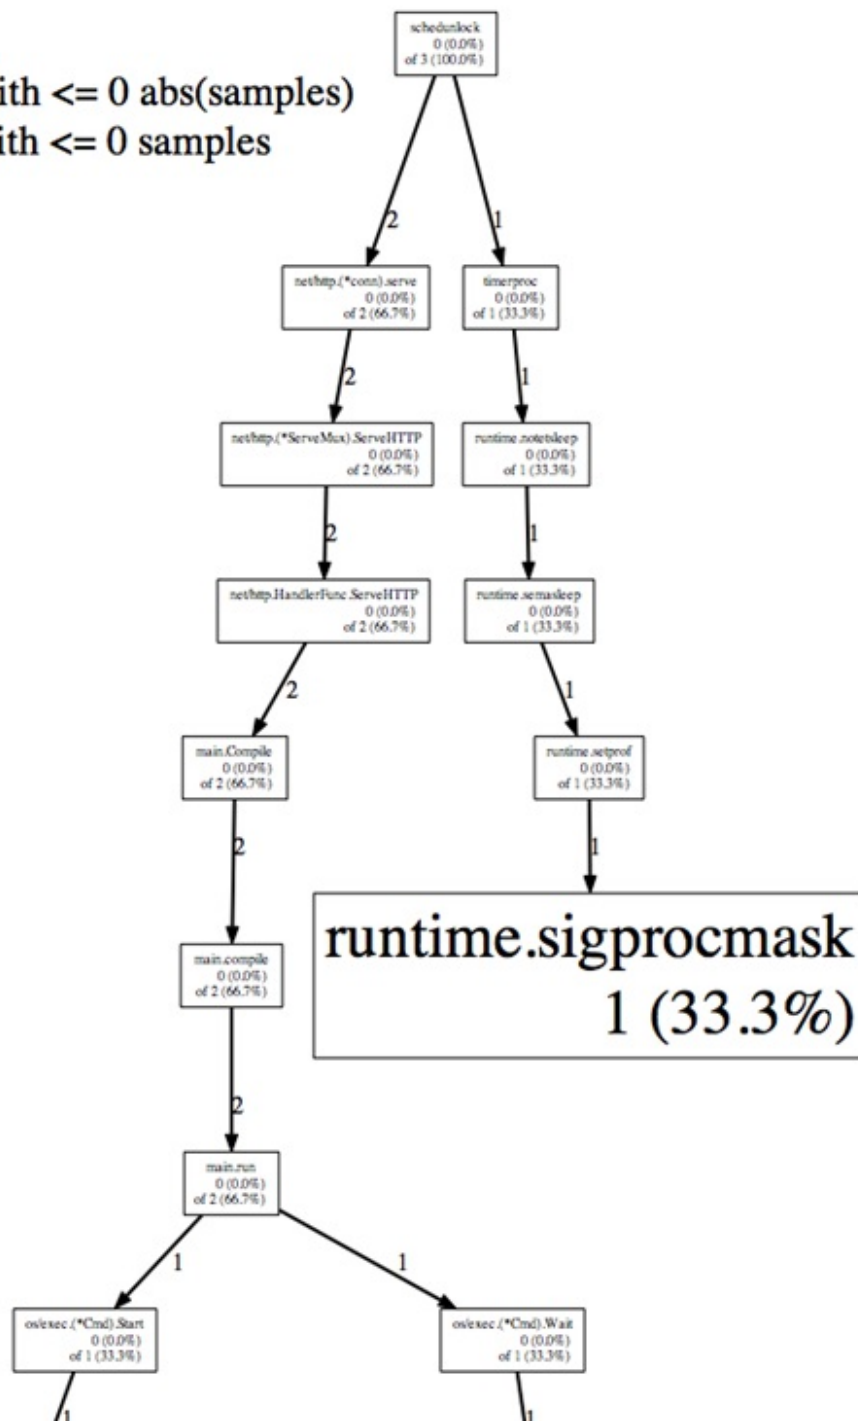 schedunlock
0 (0.0%)
of 3 (100.0%)
ith <= 0 abs(samples)
ith <= 0 samples
2
1
net/http.(*conn).serve
0 (0.0%)
of 2 (66.7%)
timerproc
0 (0.0%)
of 1 (33.3%)
2
1
net/http.(*ServeMux).ServeHTTP
0 (0.0%)
of 2 (66.7%)
runtime.notetsleep
0 (0.0%)
of 1 (33.3%)
2
1
net/http.HandlerFunc.ServeHTTP
0 (0.0%)
of 2 (66.7%)
runtime.semasleep
0 (0.0%)
of 1 (33.3%)
2
1
main.Compile
0 (0.0%)
of 2 (66.7%)
runtime.setprof
0 (0.0%)
of 1 (33.3%)
2
1
runtime.sigprocmask
1 (33.3%)
main.compile
0 (0.0%)
of 2 (66.7%)
2
main.run
0 (0.0%)
of 2 (66.7%)
1
1
os/exec.(*Cmd).Start
0 (0.0%)
of 1 (33.3%)
os/exec.(*Cmd).Wait
0 (0.0%)
of 1 (33.3%)
1
1